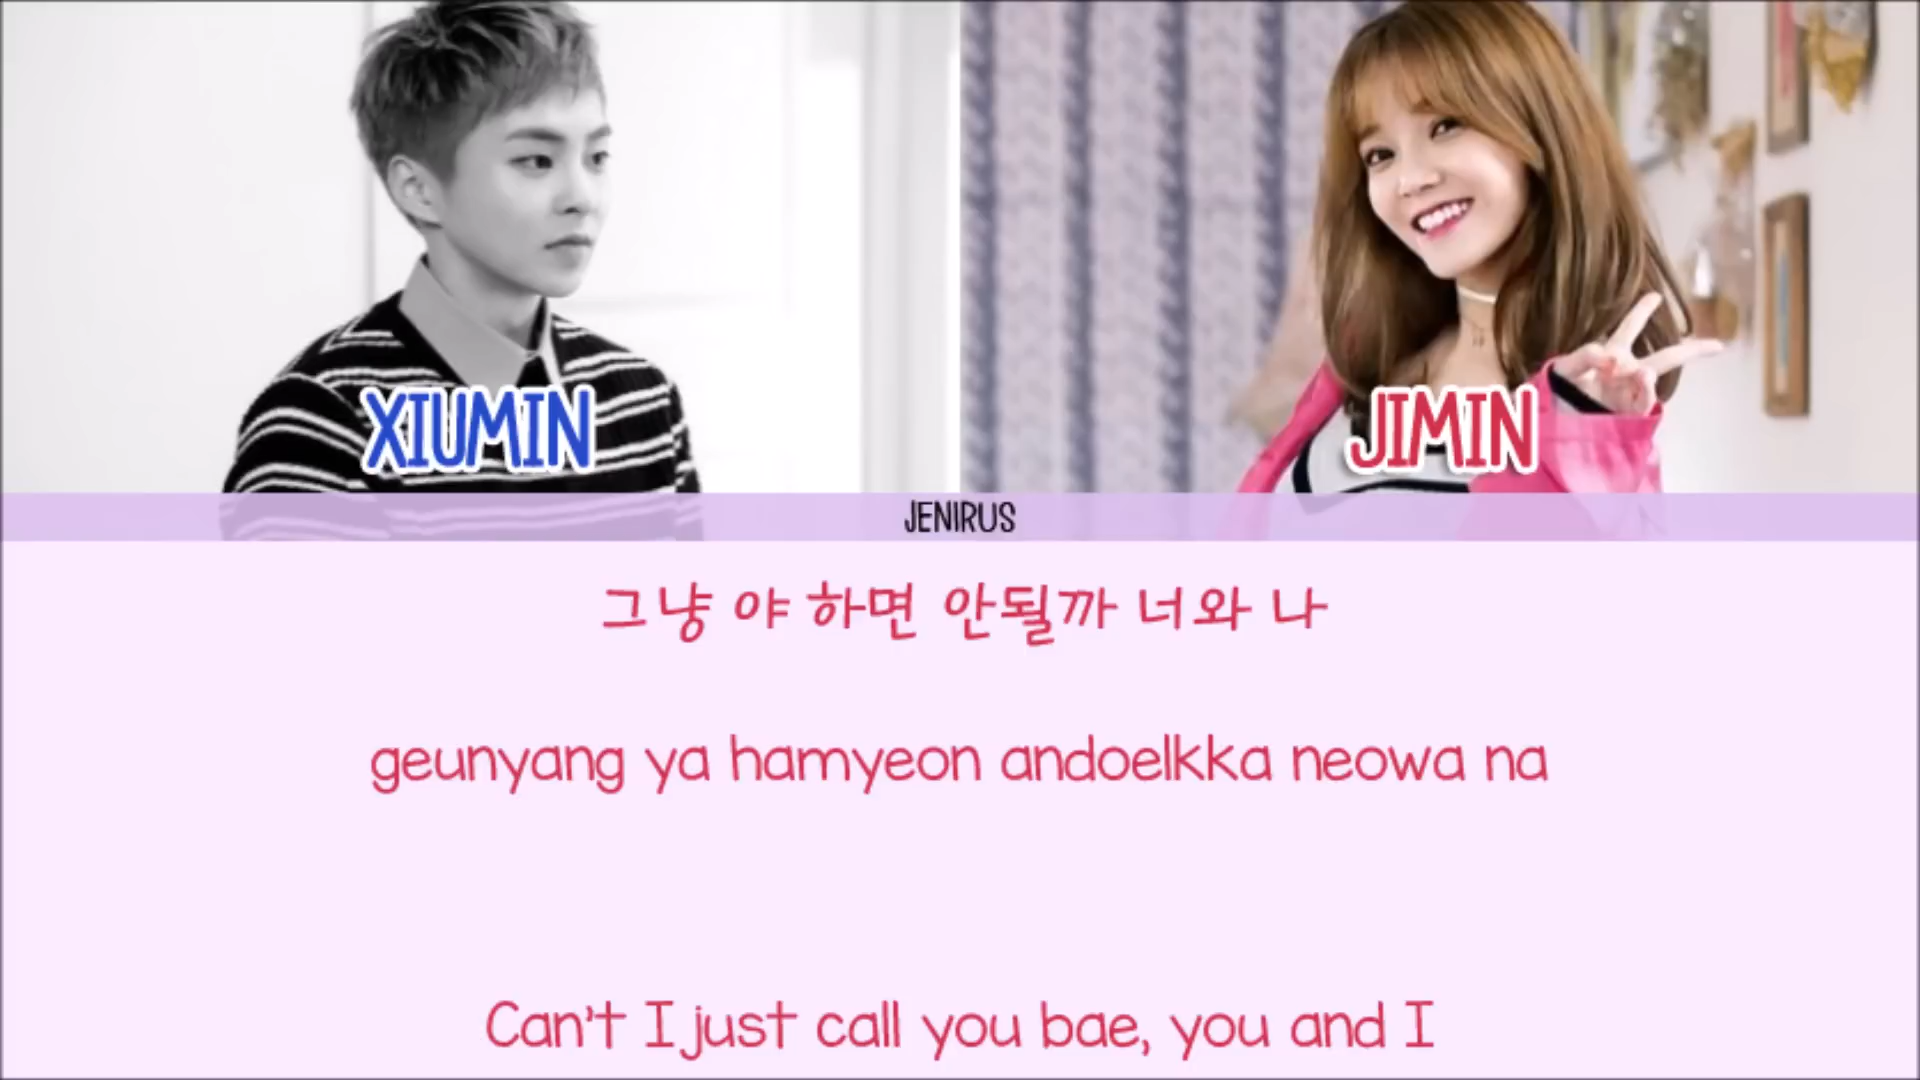 XIUMIN
JIMIN
JENIRUS
그냥 야 하면 안될까 너와 나
geunyang ya hamyeon andoelkka neowa na
Can't I just call you bae, you and I